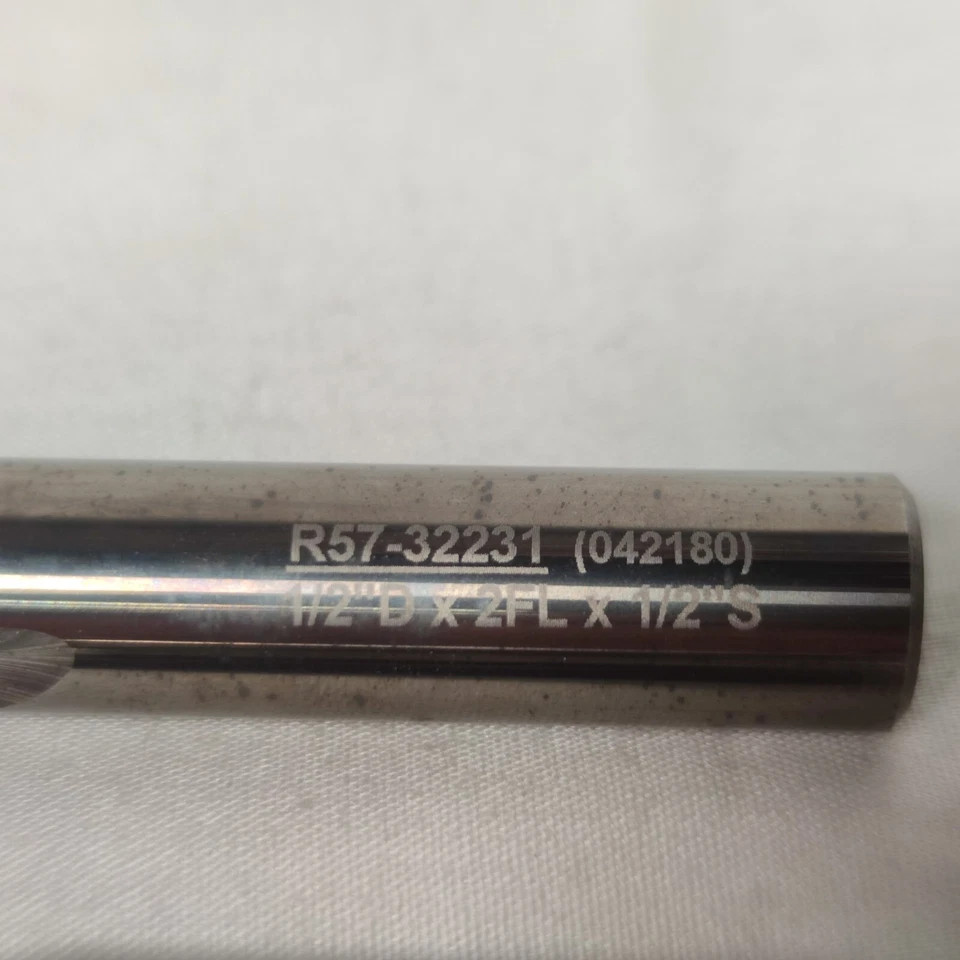 R57-32231 (042180)
1/2"D x 2FL x 1/2"S